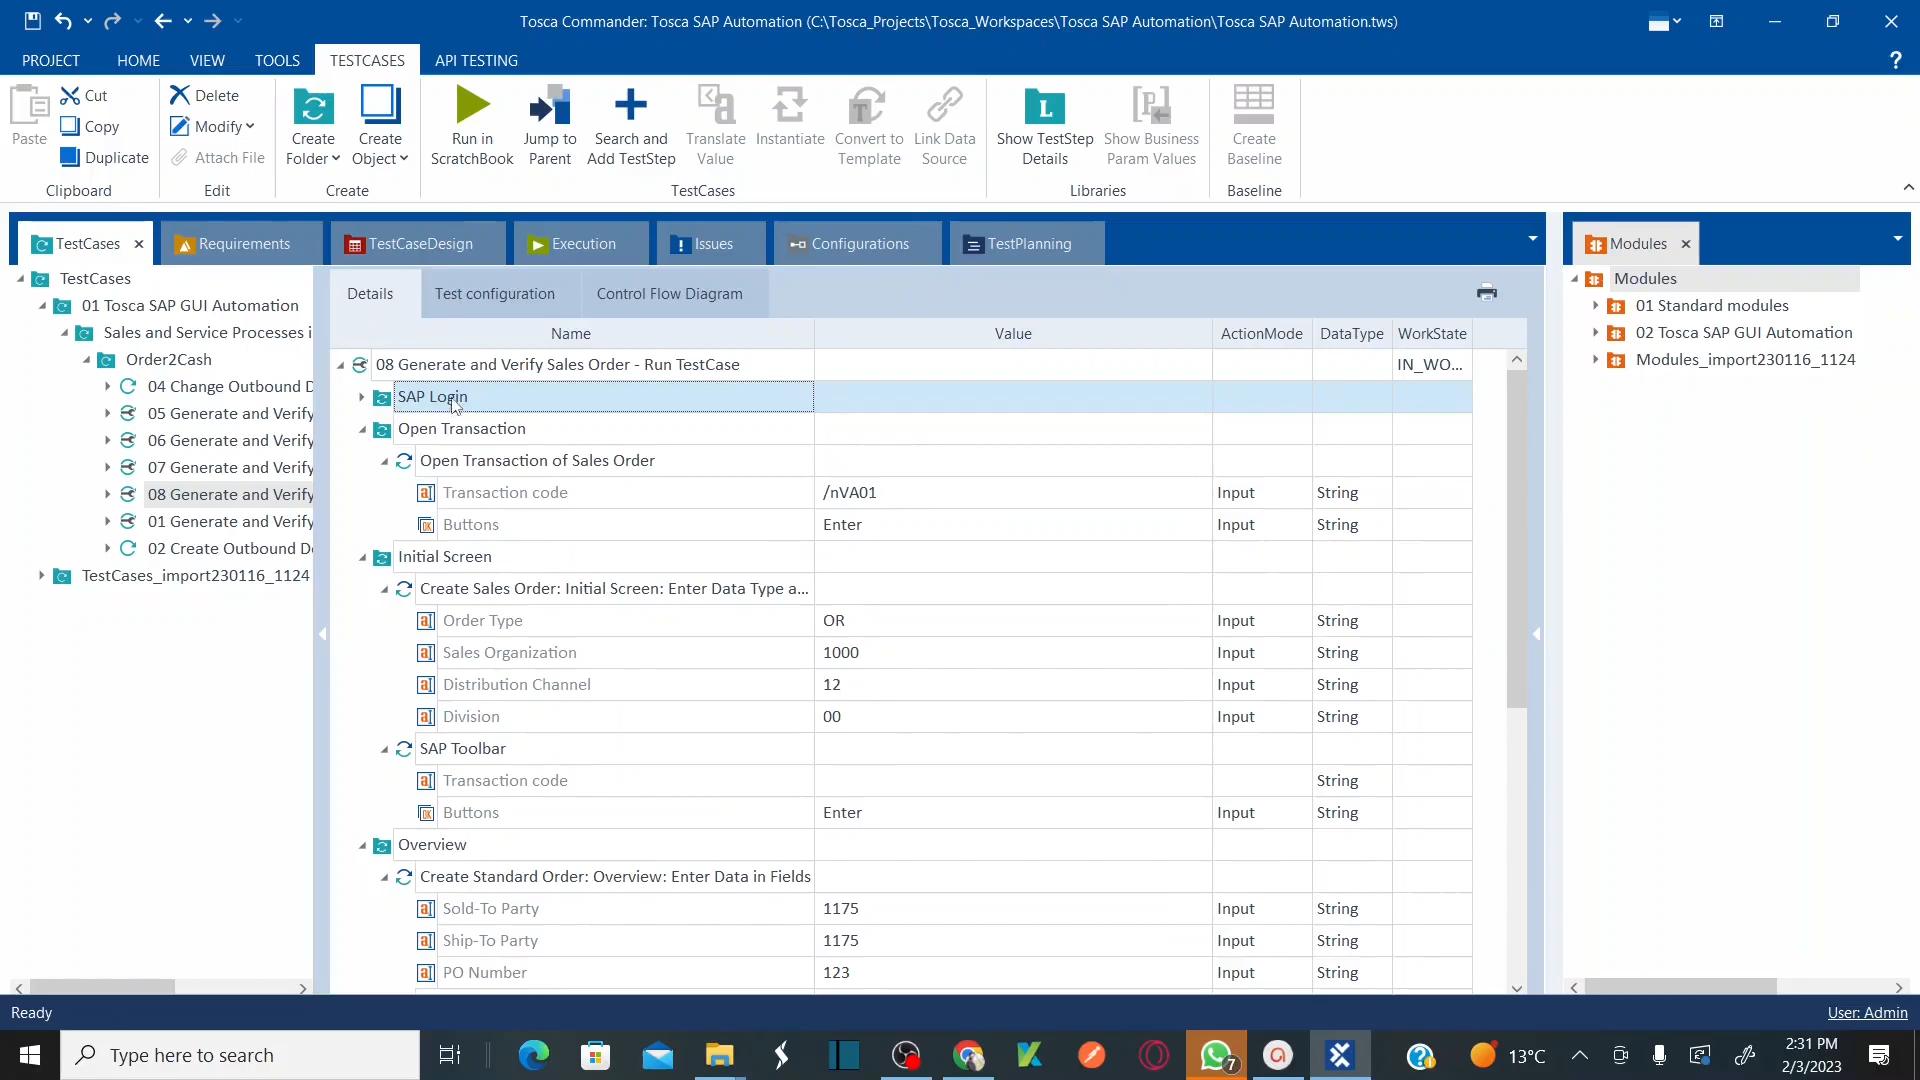 Tosca Commander: Tosca SAP Automation (C:\Tosca_Projects\Tosca_Workspaces\Tosca SAP Automation\Tosca SAP Automation.tws)
PROJECT HOME VIEW TOOLS TESTCASES API TESTING ?
Paste
Cut
Copy
Duplicate
Clipboard
Delete
Modify
Attach File
Edit
Create Folder
Create Object
Create
Run in ScratchBook
Jump to Parent
Search and Add TestStep
Translate Value
Instantiate
Convert to Template
Link Data Source
TestCases
Show TestStep Details
Show Business Param Values
Libraries
Create Baseline
Baseline
TestCases Requirements TestCaseDesign Execution Issues Configurations TestPlanning
Modules
TestCases
01 Tosca SAP GUI Automation
Sales and Service Processes i
Order2Cash
04 Change Outbound D
05 Generate and Verify
06 Generate and Verify
07 Generate and Verify
08 Generate and Verify
01 Generate and Verify
02 Create Outbound De
TestCases_import230116_1124
Details Test configuration Control Flow Diagram
Name Value ActionMode DataType WorkState
08 Generate and Verify Sales Order - Run TestCase IN_WO...
SAP Login
Open Transaction
Open Transaction of Sales Order
Transaction code /nVA01 Input String
Buttons Enter Input String
Initial Screen
Create Sales Order: Initial Screen: Enter Data Type a...
Order Type OR Input String
Sales Organization 1000 Input String
Distribution Channel 12 Input String
Division 00 Input String
SAP Toolbar
Transaction code String
Buttons Enter Input String
Overview
Create Standard Order: Overview: Enter Data in Fields
Sold-To Party 1175 Input String
Ship-To Party 1175 Input String
PO Number 123 Input String
Modules
01 Standard modules
02 Tosca SAP GUI Automation
Modules_import230116_1124
Ready User: Admin
Type here to search
7
13°C
2:31 PM
2/3/2023